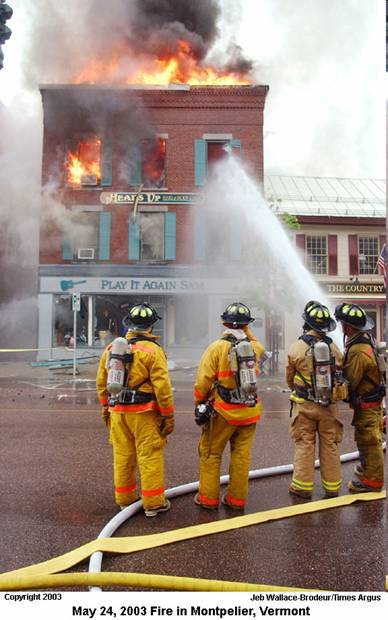 HEADS UP
PLAY IT AGAIN SAM
THE COUNTRY
Copyright 2003 Jeb Wallace-Brodeur/Times Argus
May 24, 2003 Fire in Montpelier, Vermont